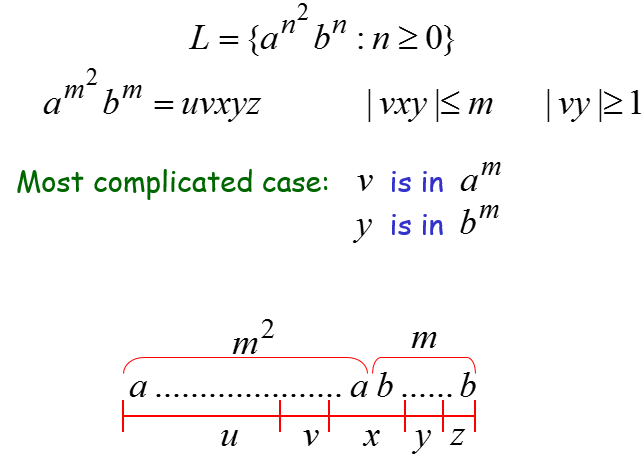 L = {a^{n^2} b^n : n ≥ 0}
a^{m^2} b^m = uvxyz |vxy| ≤ m |vy| ≥ 1
Most complicated case: v is in a^m
y is in b^m
m^2 m
a ..................... a b ...... b
u v x y z